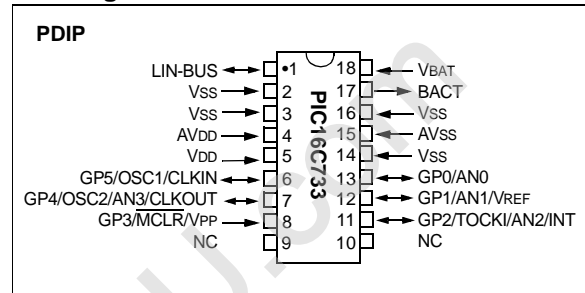 PDIP
LIN-BUS •1 18 VBAT
VSS 2 17 BACT
VSS 3 16 VSS
AVDD 4 15 AVSS
VDD 5 14 VSS
GP5/OSC1/CLKIN 6 13 GP0/AN0
GP4/OSC2/AN3/CLKOUT 7 12 GP1/AN1/VREF
GP3/MCLR/VPP 8 11 GP2/TOCKI/AN2/INT
NC 9 10 NC
PIC16C733